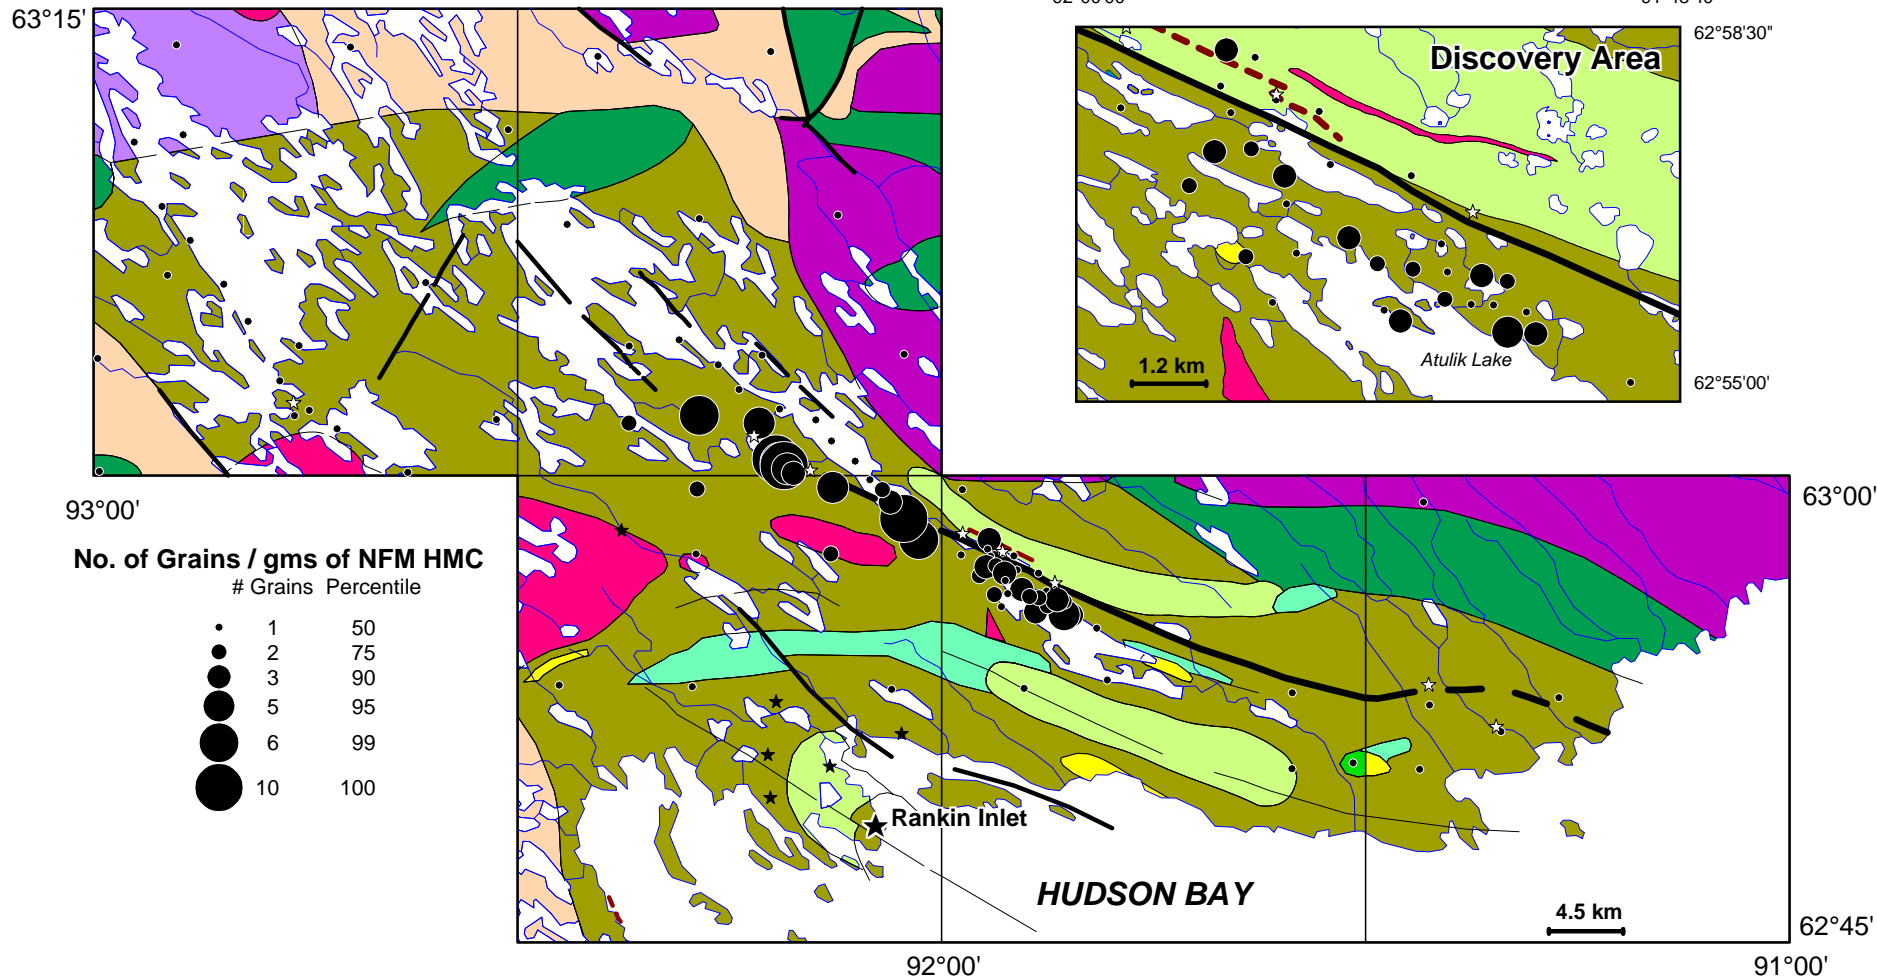 63°15'
62°58'30"
Discovery Area
1.2 km
Atulik Lake
62°55'00'
93°00'
63°00'
No. of Grains / gms of NFM HMC
# Grains Percentile
1 50
2 75
3 90
5 95
6 99
10 100
Rankin Inlet
HUDSON BAY
4.5 km
62°45'
92°00'
91°00'